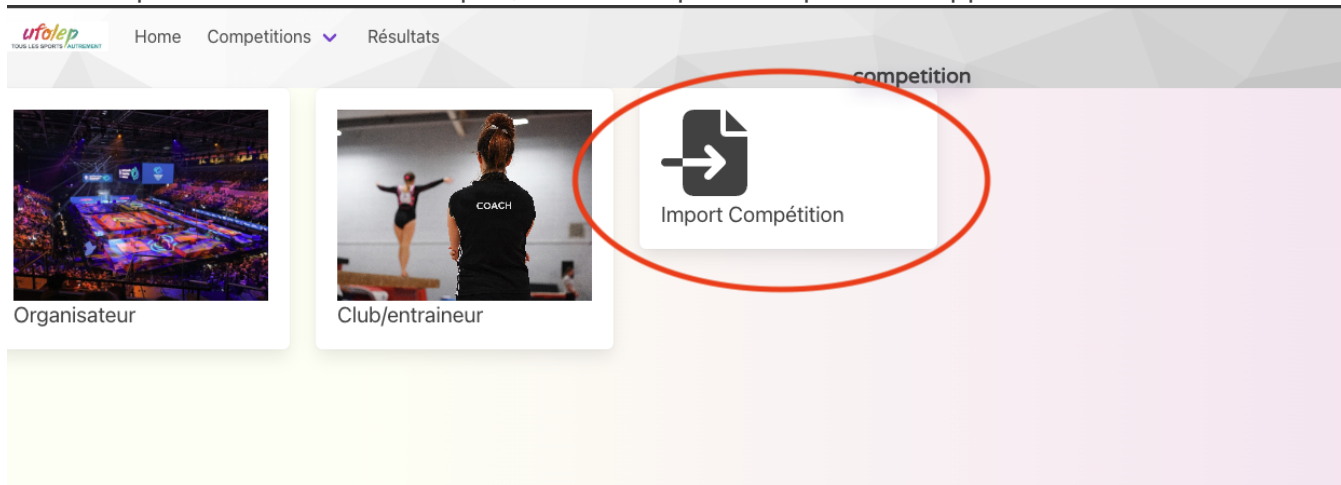 ufolep
TOUS LES SPORTS AUTREMENT
Home Competitions Résultats
competition
COACH
Import Compétition
Organisateur
Club/entraineur